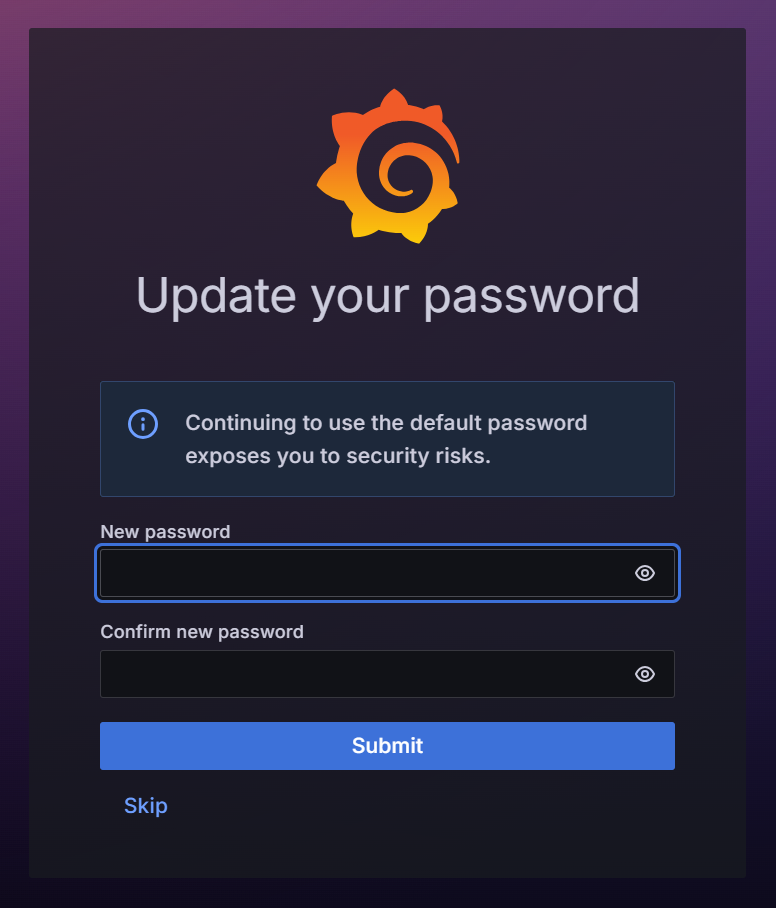 Update your password
Continuing to use the default password
exposes you to security risks.
New password
Confirm new password
Submit
Skip